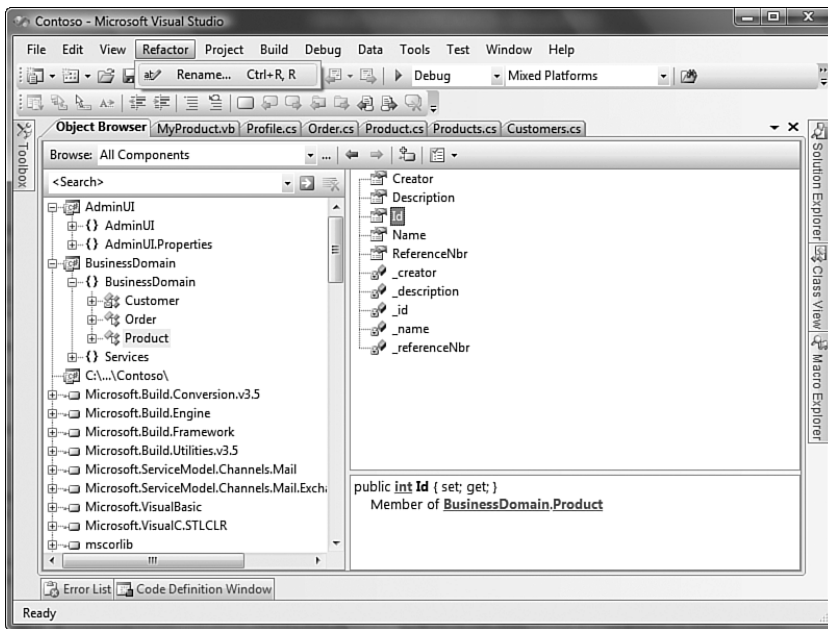 Contoso - Microsoft Visual Studio
File Edit View Refactor Project Build Debug Data Tools Test Window Help
Rename... Ctrl+R, R
Debug Mixed Platforms
Object Browser MyProduct.vb Profile.cs Order.cs Product.cs Products.cs Customers.cs
Toolbox
Browse: All Components
<Search>
AdminUI
{} AdminUI
{} AdminUI.Properties
BusinessDomain
{} BusinessDomain
Customer
Order
Product
{} Services
C:\...\Contoso\
Microsoft.Build.Conversion.v3.5
Microsoft.Build.Engine
Microsoft.Build.Framework
Microsoft.Build.Utilities.v3.5
Microsoft.ServiceModel.Channels.Mail
Microsoft.ServiceModel.Channels.Mail.Excha
Microsoft.VisualBasic
Microsoft.VisualC.STLCLR
mscorlib
Creator
Description
Id
Name
ReferenceNbr
_creator
_description
_id
_name
_referenceNbr
public int Id { set; get; }
Member of BusinessDomain.Product
Solution Explorer
Class View
Macro Explorer
Error List Code Definition Window
Ready